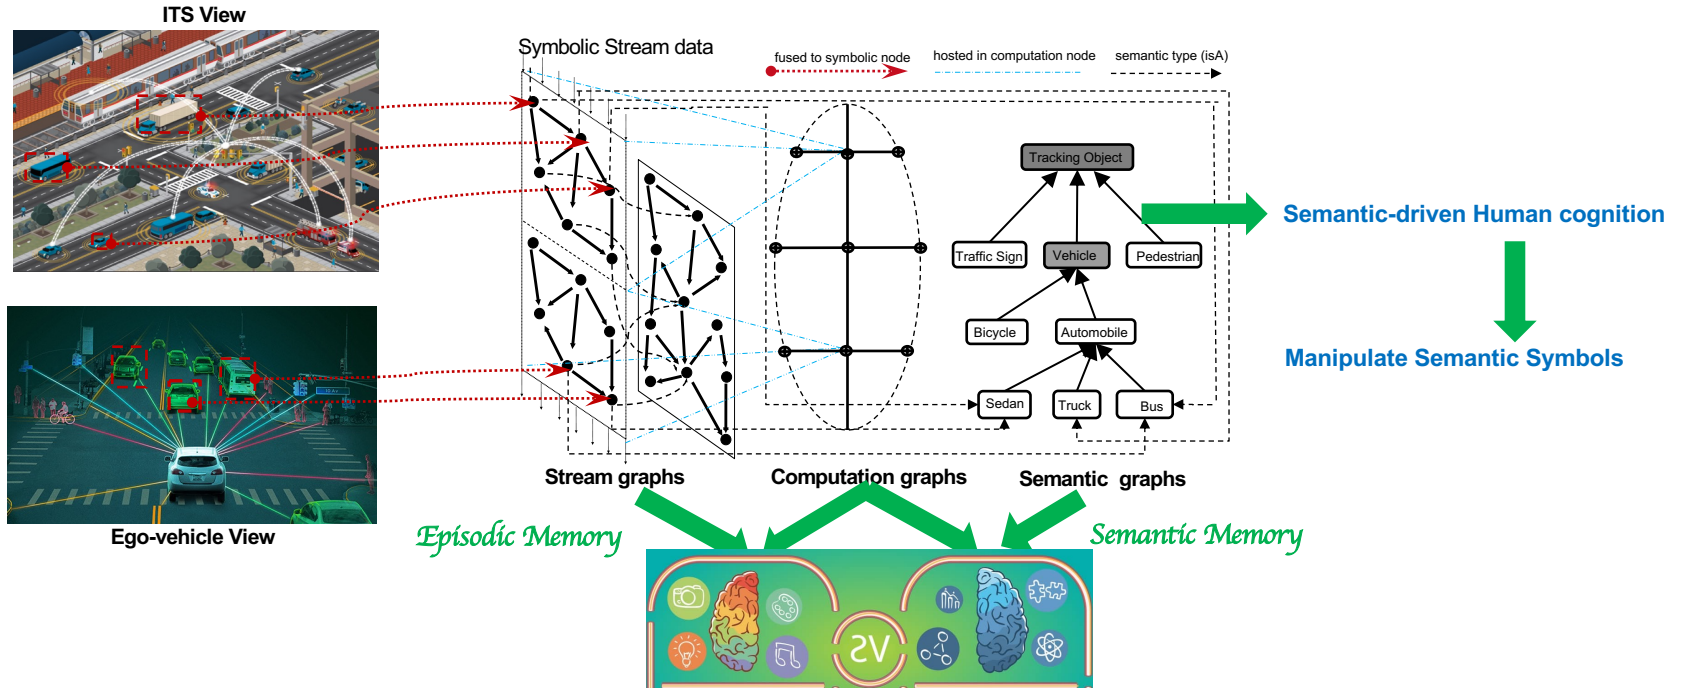 ITS View
Symbolic Stream data
fused to symbolic node
hosted in computation node
semantic type (isA)
Tracking Object
Traffic Sign
Vehicle
Pedestrian
Bicycle
Automobile
Sedan
Truck
Bus
Semantic-driven Human cognition
Manipulate Semantic Symbols
Stream graphs
Computation graphs
Semantic graphs
Ego-vehicle View
Episodic Memory
Semantic Memory